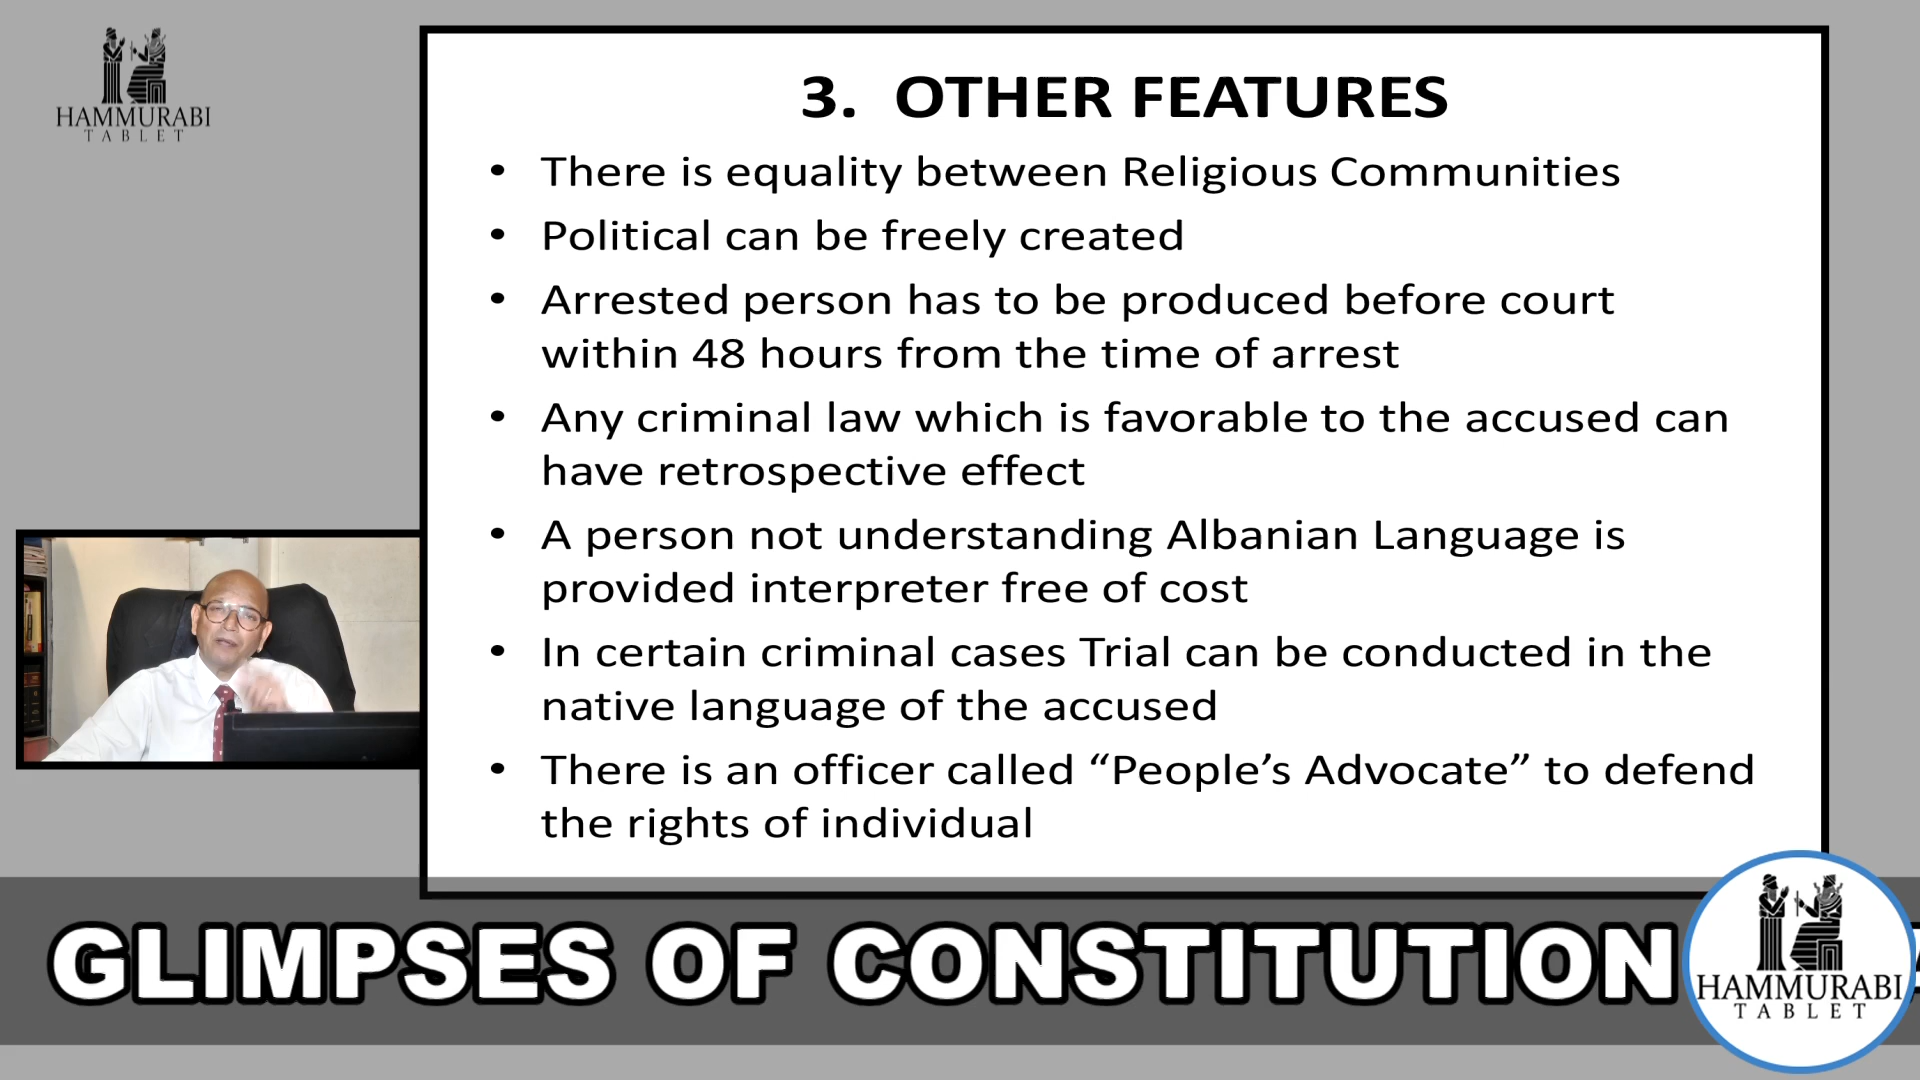 HAMMURABI
TABLET
3. OTHER FEATURES
• There is equality between Religious Communities
• Political can be freely created
• Arrested person has to be produced before court
within 48 hours from the time of arrest
• Any criminal law which is favorable to the accused can
have retrospective effect
• A person not understanding Albanian Language is
provided interpreter free of cost
• In certain criminal cases Trial can be conducted in the
native language of the accused
• There is an officer called “People’s Advocate” to defend
the rights of individual
GLIMPSES OF CONSTITUTION
HAMMURABI
TABLET